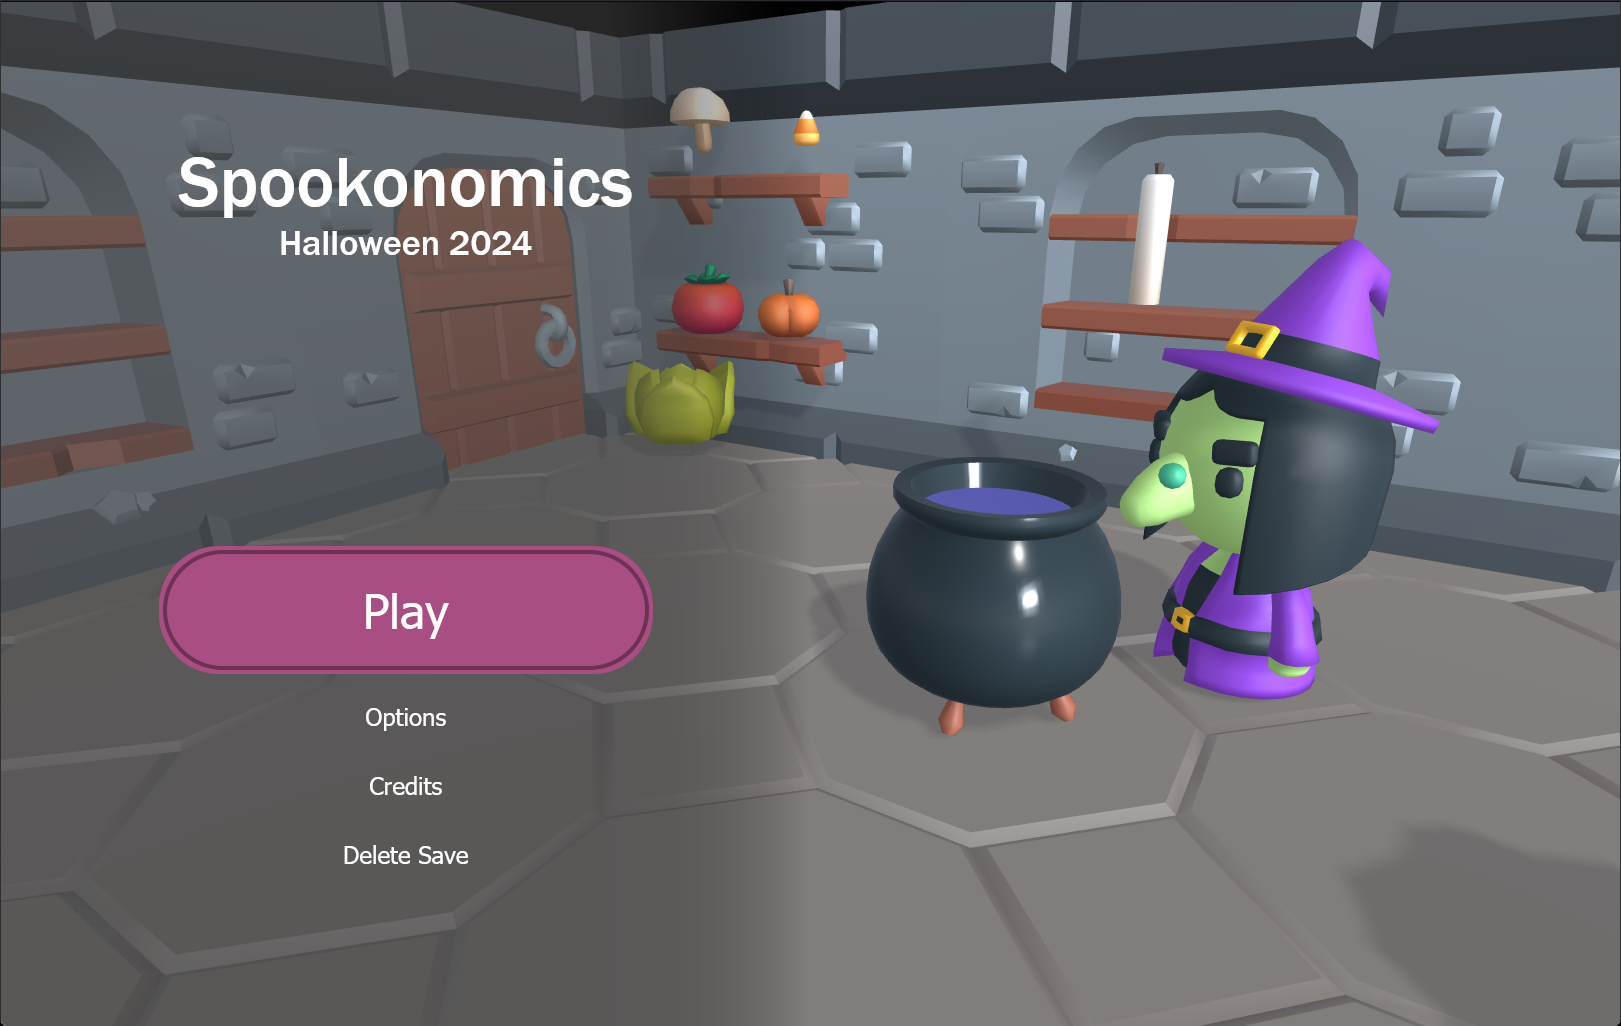 Spookonomics
Halloween 2024
Play
Options
Credits
Delete Save